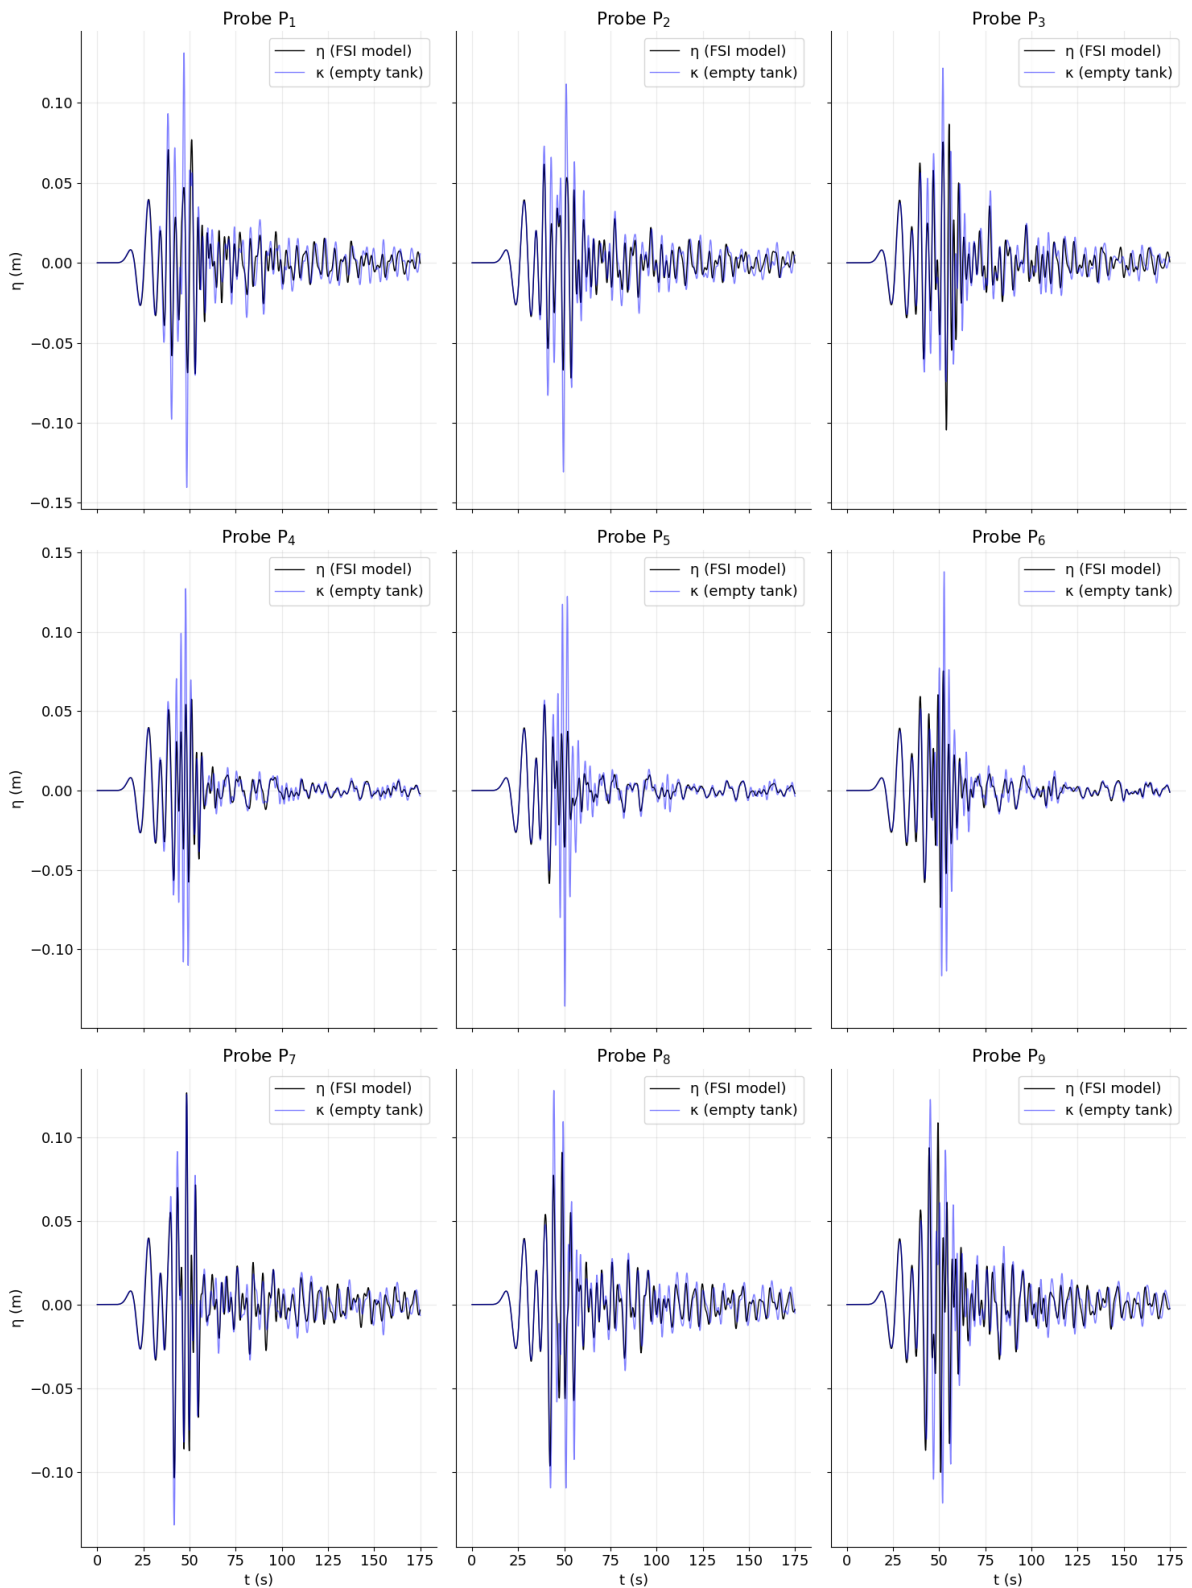 Probe P₁ Probe P₂ Probe P₃
η (FSI model) η (FSI model) η (FSI model)
κ (empty tank) κ (empty tank) κ (empty tank)
0.10
0.05
0.00
−0.05
−0.10
−0.15
η (m)
Probe P₄ Probe P₅ Probe P₆
0.15
η (FSI model) η (FSI model) η (FSI model)
κ (empty tank) κ (empty tank) κ (empty tank)
0.10
0.05
0.00
−0.05
−0.10
η (m)
Probe P₇ Probe P₈ Probe P₉
η (FSI model) η (FSI model) η (FSI model)
κ (empty tank) κ (empty tank) κ (empty tank)
0.10
0.05
0.00
−0.05
−0.10
η (m)
0 25 50 75 100 125 150 175 0 25 50 75 100 125 150 175 0 25 50 75 100 125 150 175
t (s) t (s) t (s)